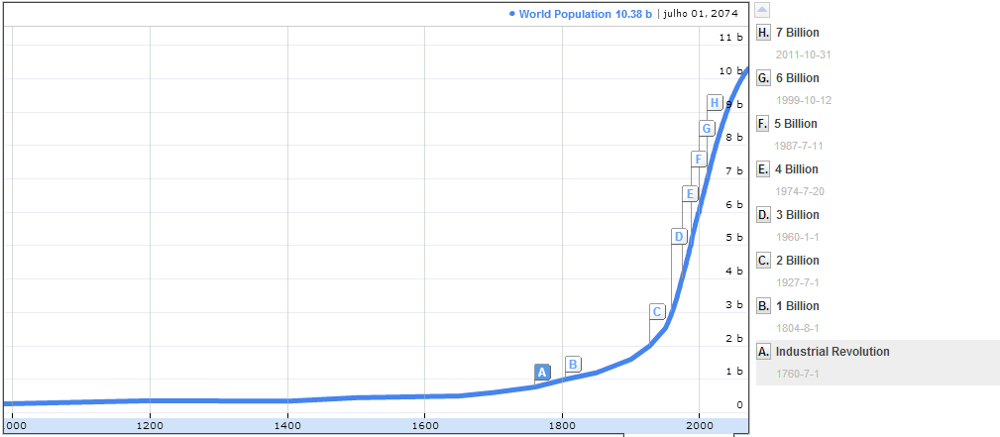 World Population 10.38 b | julho 01, 2074
11 b
10 b
9 b
8 b
7 b
6 b
5 b
4 b
3 b
2 b
1 b
0
H
G
F
E
D
C
B
A
1000 1200 1400 1600 1800 2000
H. 7 Billion
2011-10-31
G. 6 Billion
1999-10-12
F. 5 Billion
1987-7-11
E. 4 Billion
1974-7-20
D. 3 Billion
1960-1-1
C. 2 Billion
1927-7-1
B. 1 Billion
1804-8-1
A. Industrial Revolution
1760-7-1